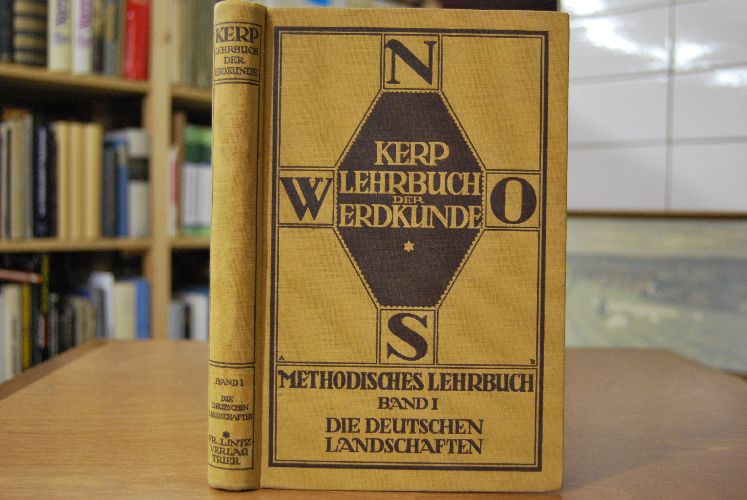 KERP
LEHRBUCH
DER
ERDKUNDE
BAND 1
DIE
DEUTSCHEN
LANDSCHAFTEN
FR. LINTZ
VERLAG
TRIER
N
KERP
LEHRBUCH
DER
ERDKUNDE
W
O
S
A
B
METHODISCHES LEHRBUCH
BAND I
DIE DEUTSCHEN
LANDSCHAFTEN